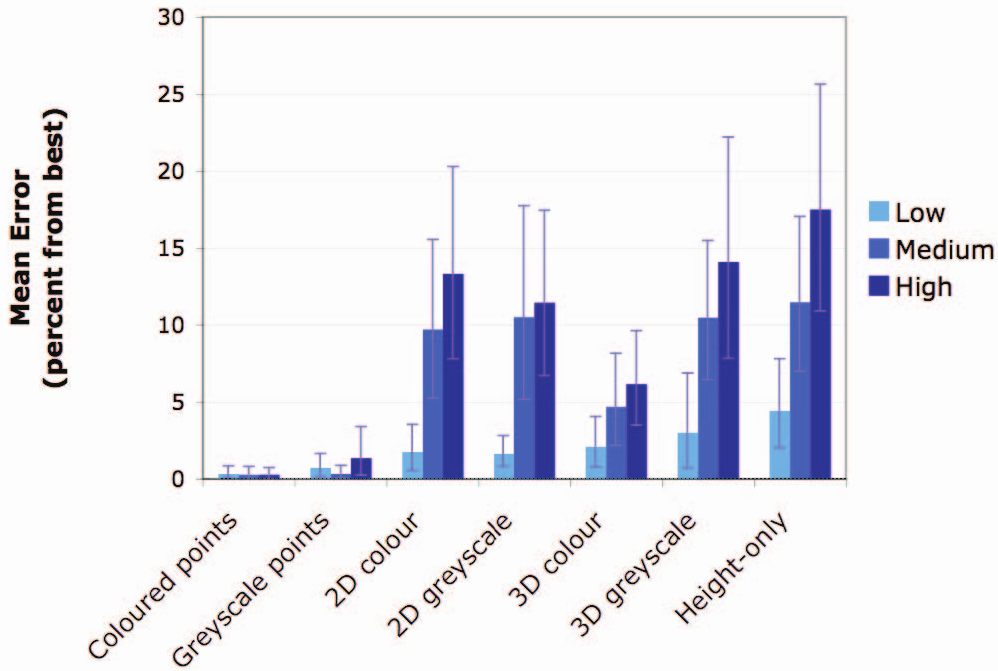 Mean Error
(percent from best)
30
25
20
15
10
5
0
Coloured points
Greyscale points
2D colour
2D greyscale
3D colour
3D greyscale
Height-only
Low
Medium
High